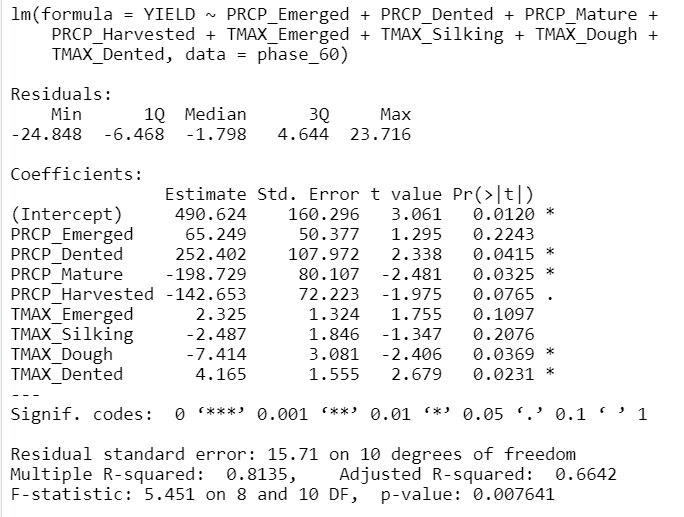 lm(formula = YIELD ~ PRCP_Emerged + PRCP_Dented + PRCP_Mature +
    PRCP_Harvested + TMAX_Emerged + TMAX_Silking + TMAX_Dough +
    TMAX_Dented, data = phase_60)

Residuals:
    Min      1Q  Median      3Q     Max
-24.848  -6.468  -1.798   4.644  23.716

Coefficients:
               Estimate Std. Error t value Pr(>|t|)
(Intercept)     490.624    160.296   3.061   0.0120 *
PRCP_Emerged     65.249     50.377   1.295   0.2243
PRCP_Dented     252.402    107.972   2.338   0.0415 *
PRCP_Mature    -198.729     80.107  -2.481   0.0325 *
PRCP_Harvested -142.653     72.223  -1.975   0.0765 .
TMAX_Emerged      2.325      1.324   1.755   0.1097
TMAX_Silking     -2.487      1.846  -1.347   0.2076
TMAX_Dough       -7.414      3.081  -2.406   0.0369 *
TMAX_Dented       4.165      1.555   2.679   0.0231 *
---
Signif. codes:  0 ‘***’ 0.001 ‘**’ 0.01 ‘*’ 0.05 ‘.’ 0.1 ‘ ’ 1

Residual standard error: 15.71 on 10 degrees of freedom
Multiple R-squared:  0.8135,    Adjusted R-squared:  0.6642
F-statistic: 5.451 on 8 and 10 DF,  p-value: 0.007641